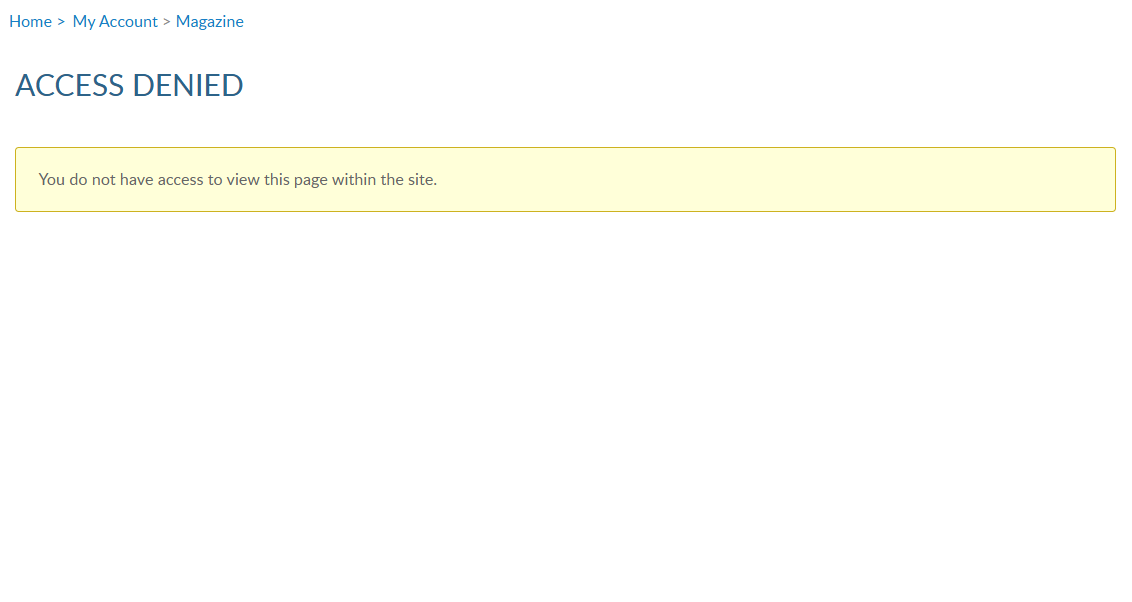 Home > My Account > Magazine
ACCESS DENIED
You do not have access to view this page within the site.